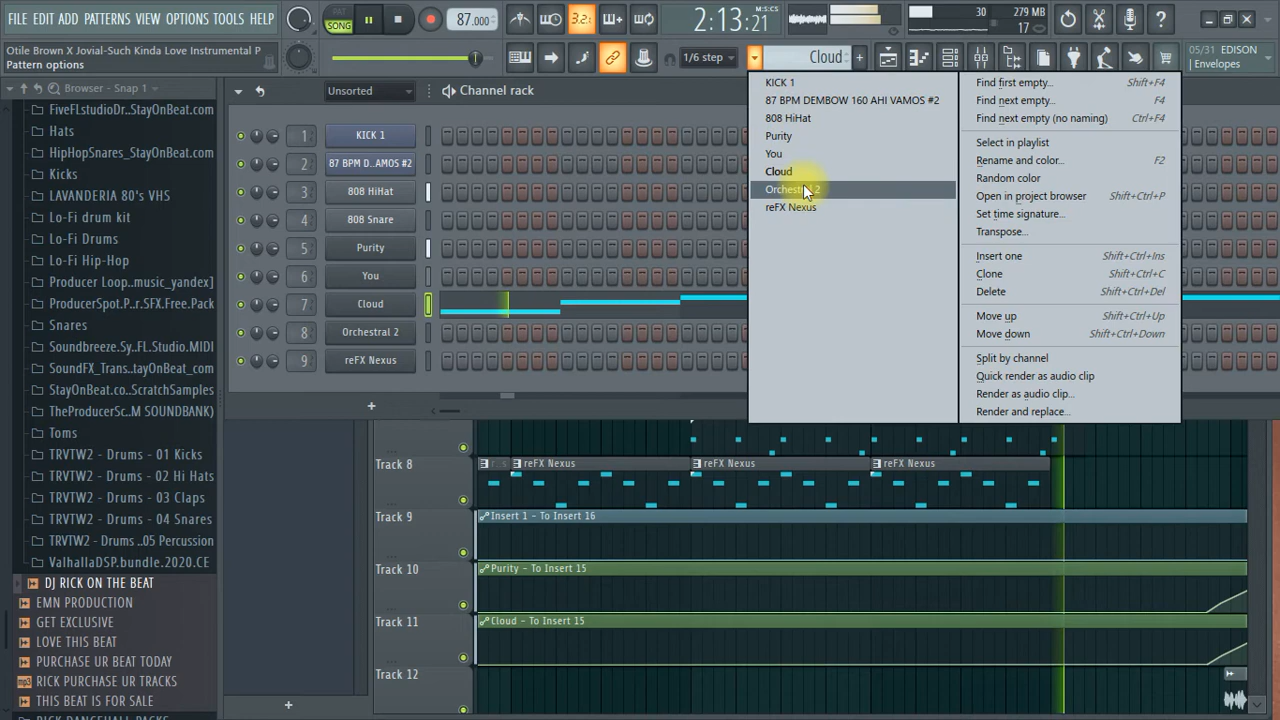 FILE EDIT ADD PATTERNS VIEW OPTIONS TOOLS HELP
PAT
SONG
87.000
3.2
2:13:21
M:S:CS
30
279 MB
17
Otile Brown X Jovial-Such Kinda Love Instrumental P
Pattern options
1/6 step
Cloud
05/31: EDISON
| Envelopes
Browser - Snap 1
Unsorted
Channel rack
FiveFLstudioDr...StayOnBeat.com
Hats
HipHopSnares_StayOnBeat.com
Kicks
LAVANDERIA 80's VHS
Lo-Fi drum kit
Lo-Fi Drums
Lo-Fi Hip-Hop
Producer Loop..music_yandex]
ProducerSpot.P..r.SFX.Free.Pack
Snares
Soundbreeze.Sy..FL.Studio.MIDI
SoundFX_Trans..tayOnBeat.com
StayOnBeat.co..ScratchSamples
TheProducerSc..M SOUNDBANK)
Toms
TRVTW2 - Drums - 01 Kicks
TRVTW2 - Drums - 02 Hi Hats
TRVTW2 - Drums - 03 Claps
TRVTW2 - Drums - 04 Snares
TRVTW2 - Drums ..05 Percussion
ValhallaDSP.bundle.2020.CE
DJ RICK ON THE BEAT
EMN PRODUCTION
GET EXCLUSIVE
LOVE THIS BEAT
PURCHASE UR BEAT TODAY
RICK PURCHASE UR TRACKS
THIS BEAT IS FOR SALE
RICK DANCEHALL PACKS
1 KICK 1
2 87 BPM D..AMOS #2
3 808 HiHat
4 808 Snare
5 Purity
6 You
7 Cloud
8 Orchestral 2
9 reFX Nexus
KICK 1
87 BPM DEMBOW 160 AHI VAMOS #2
808 HiHat
Purity
You
Cloud
Orchestral 2
reFX Nexus
Find first empty... Shift+F4
Find next empty... F4
Find next empty (no naming) Ctrl+F4
Select in playlist
Rename and color... F2
Random color
Open in project browser Shift+Ctrl+P
Set time signature...
Transpose...
Insert one Shift+Ctrl+Ins
Clone Shift+Ctrl+C
Delete Shift+Ctrl+Del
Move up Shift+Ctrl+Up
Move down Shift+Ctrl+Down
Split by channel
Quick render as audio clip
Render as audio clip...
Render and replace...
Track 8
reFX Nexus
reFX Nexus
reFX Nexus
Track 9
Insert 1 - To Insert 16
Track 10
Purity - To Insert 15
Track 11
Cloud - To Insert 15
Track 12